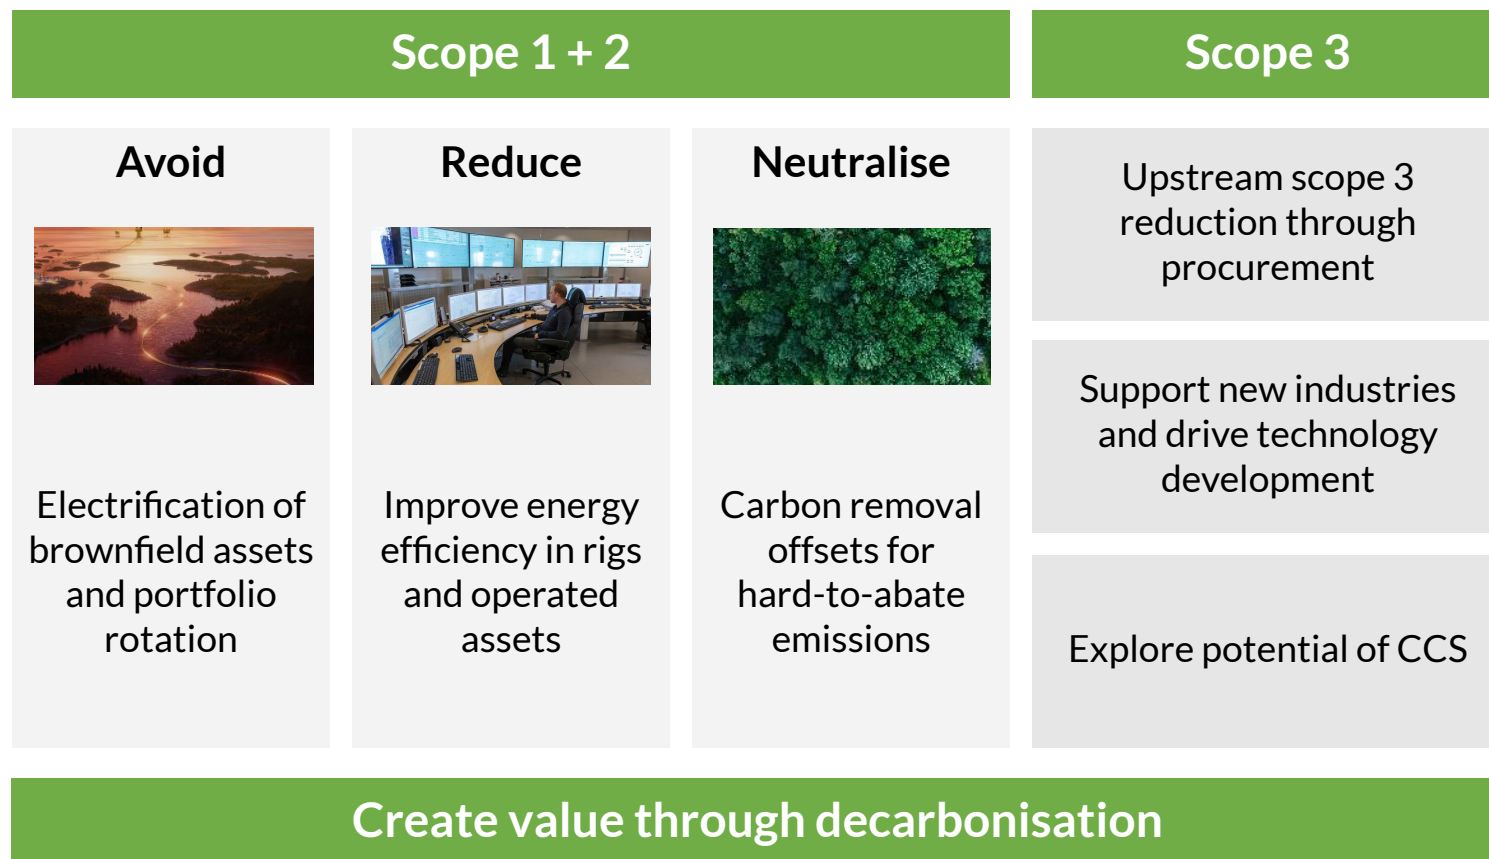 Scope 1 + 2
Scope 3
Avoid
Electrification of
brownfield assets
and portfolio
rotation
Reduce
Improve energy
efficiency in rigs
and operated
assets
Neutralise
Carbon removal
offsets for
hard-to-abate
emissions
Upstream scope 3
reduction through
procurement
Support new industries
and drive technology
development
Explore potential of CCS
Create value through decarbonisation